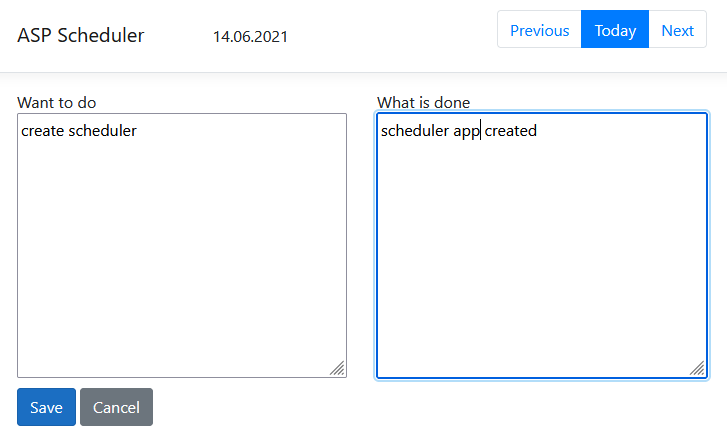 ASP Scheduler 14.06.2021 Previous Today Next
Want to do What is done
create scheduler scheduler app created
Save Cancel